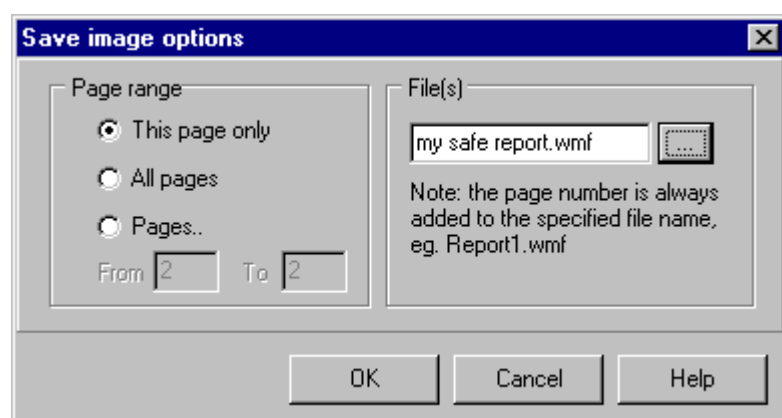 Save image options
Page range
This page only
All pages
Pages..
From 2 To 2
File(s)
my safe report.wmf ...
Note: the page number is always
added to the specified file name,
eg. Report1.wmf
OK Cancel Help